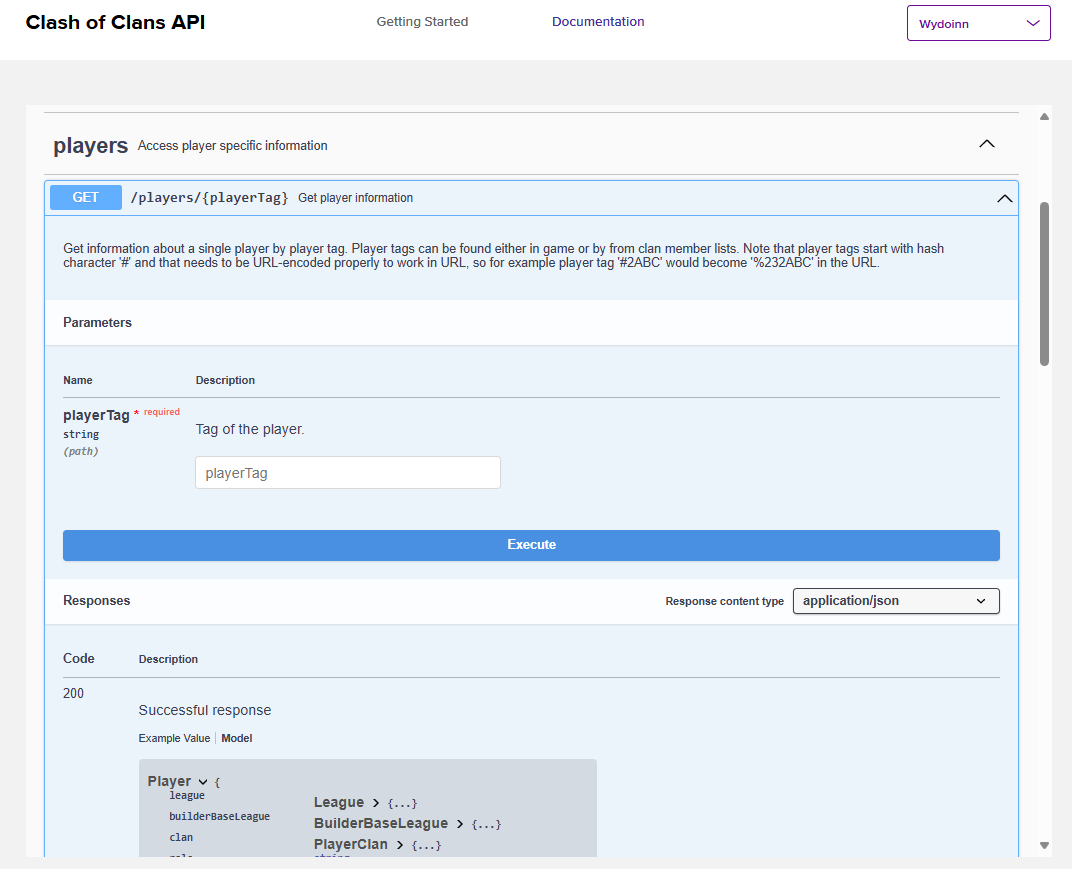 Clash of Clans API
Getting Started
Documentation
Wydoinn
players Access player specific information
GET /players/{playerTag} Get player information
Get information about a single player by player tag. Player tags can be found either in game or by from clan member lists. Note that player tags start with hash
character '#' and that needs to be URL-encoded properly to work in URL, so for example player tag '#2ABC' would become '%232ABC' in the URL.
Parameters
Name Description
playerTag * required
string
(path)
Tag of the player.
playerTag
Execute
Responses
Response content type application/json
Code Description
200
Successful response
Example Value Model
Player {
league League {...}
builderBaseLeague BuilderBaseLeague {...}
clan PlayerClan {...}